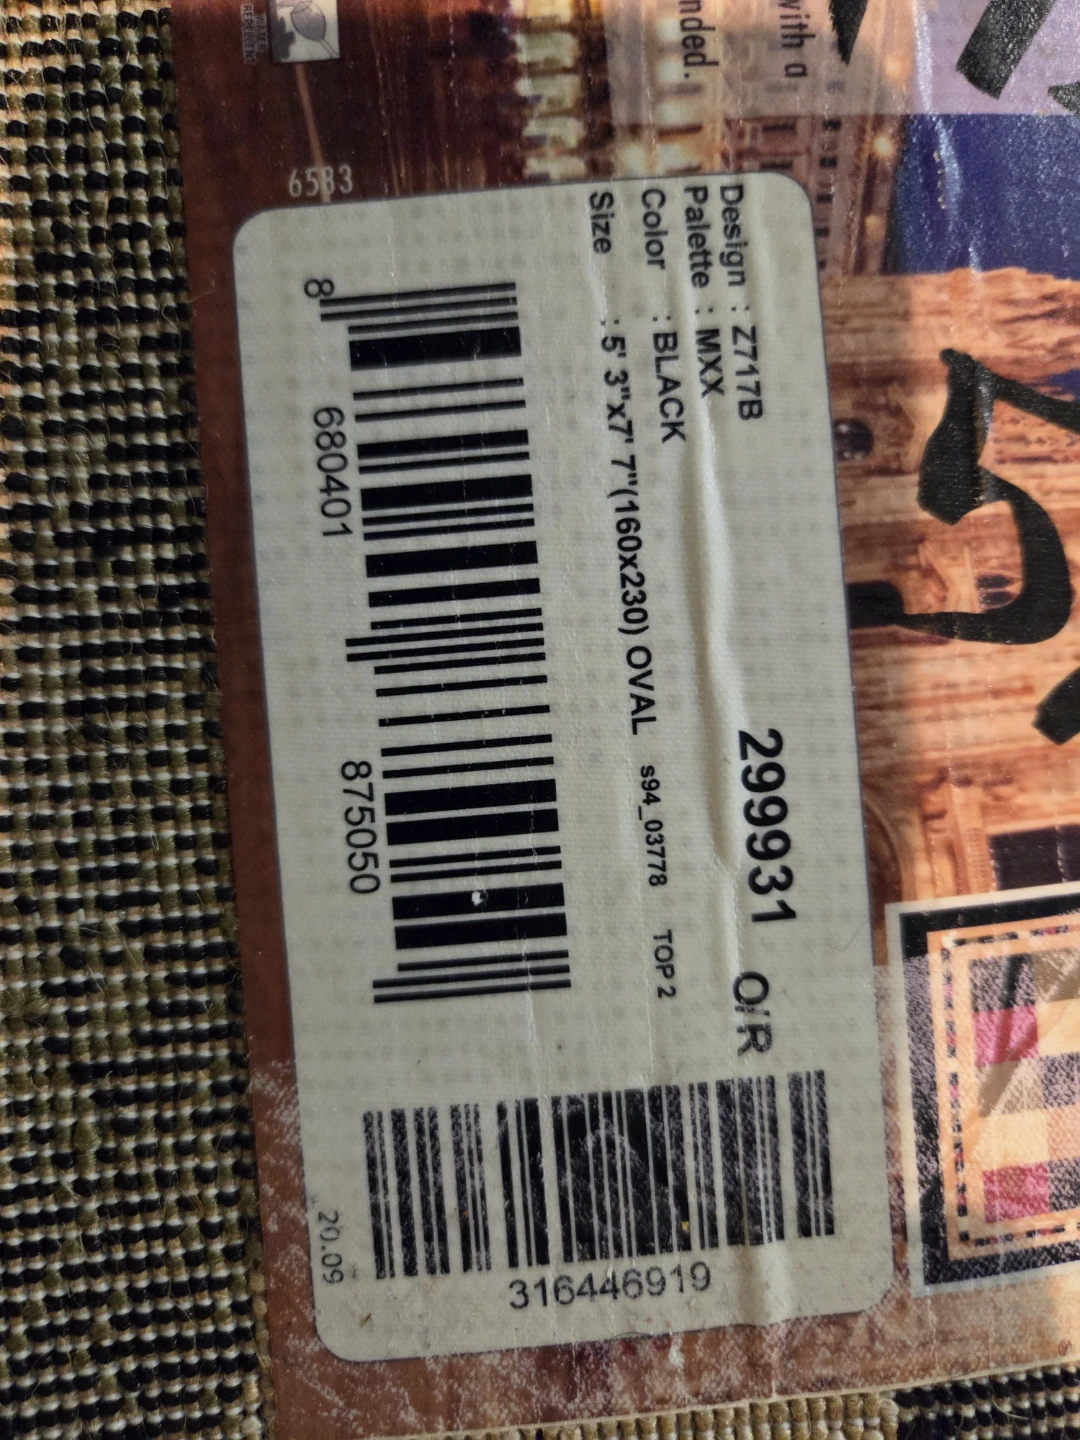 with a
nded.
6583
Design : Z717B
299931 O/R
Palette : MXX
Color : BLACK
s94_03778 TOP 2
Size : 5' 3"x7' 7"(160x230) OVAL
8 680401 875050
316446919
20.09